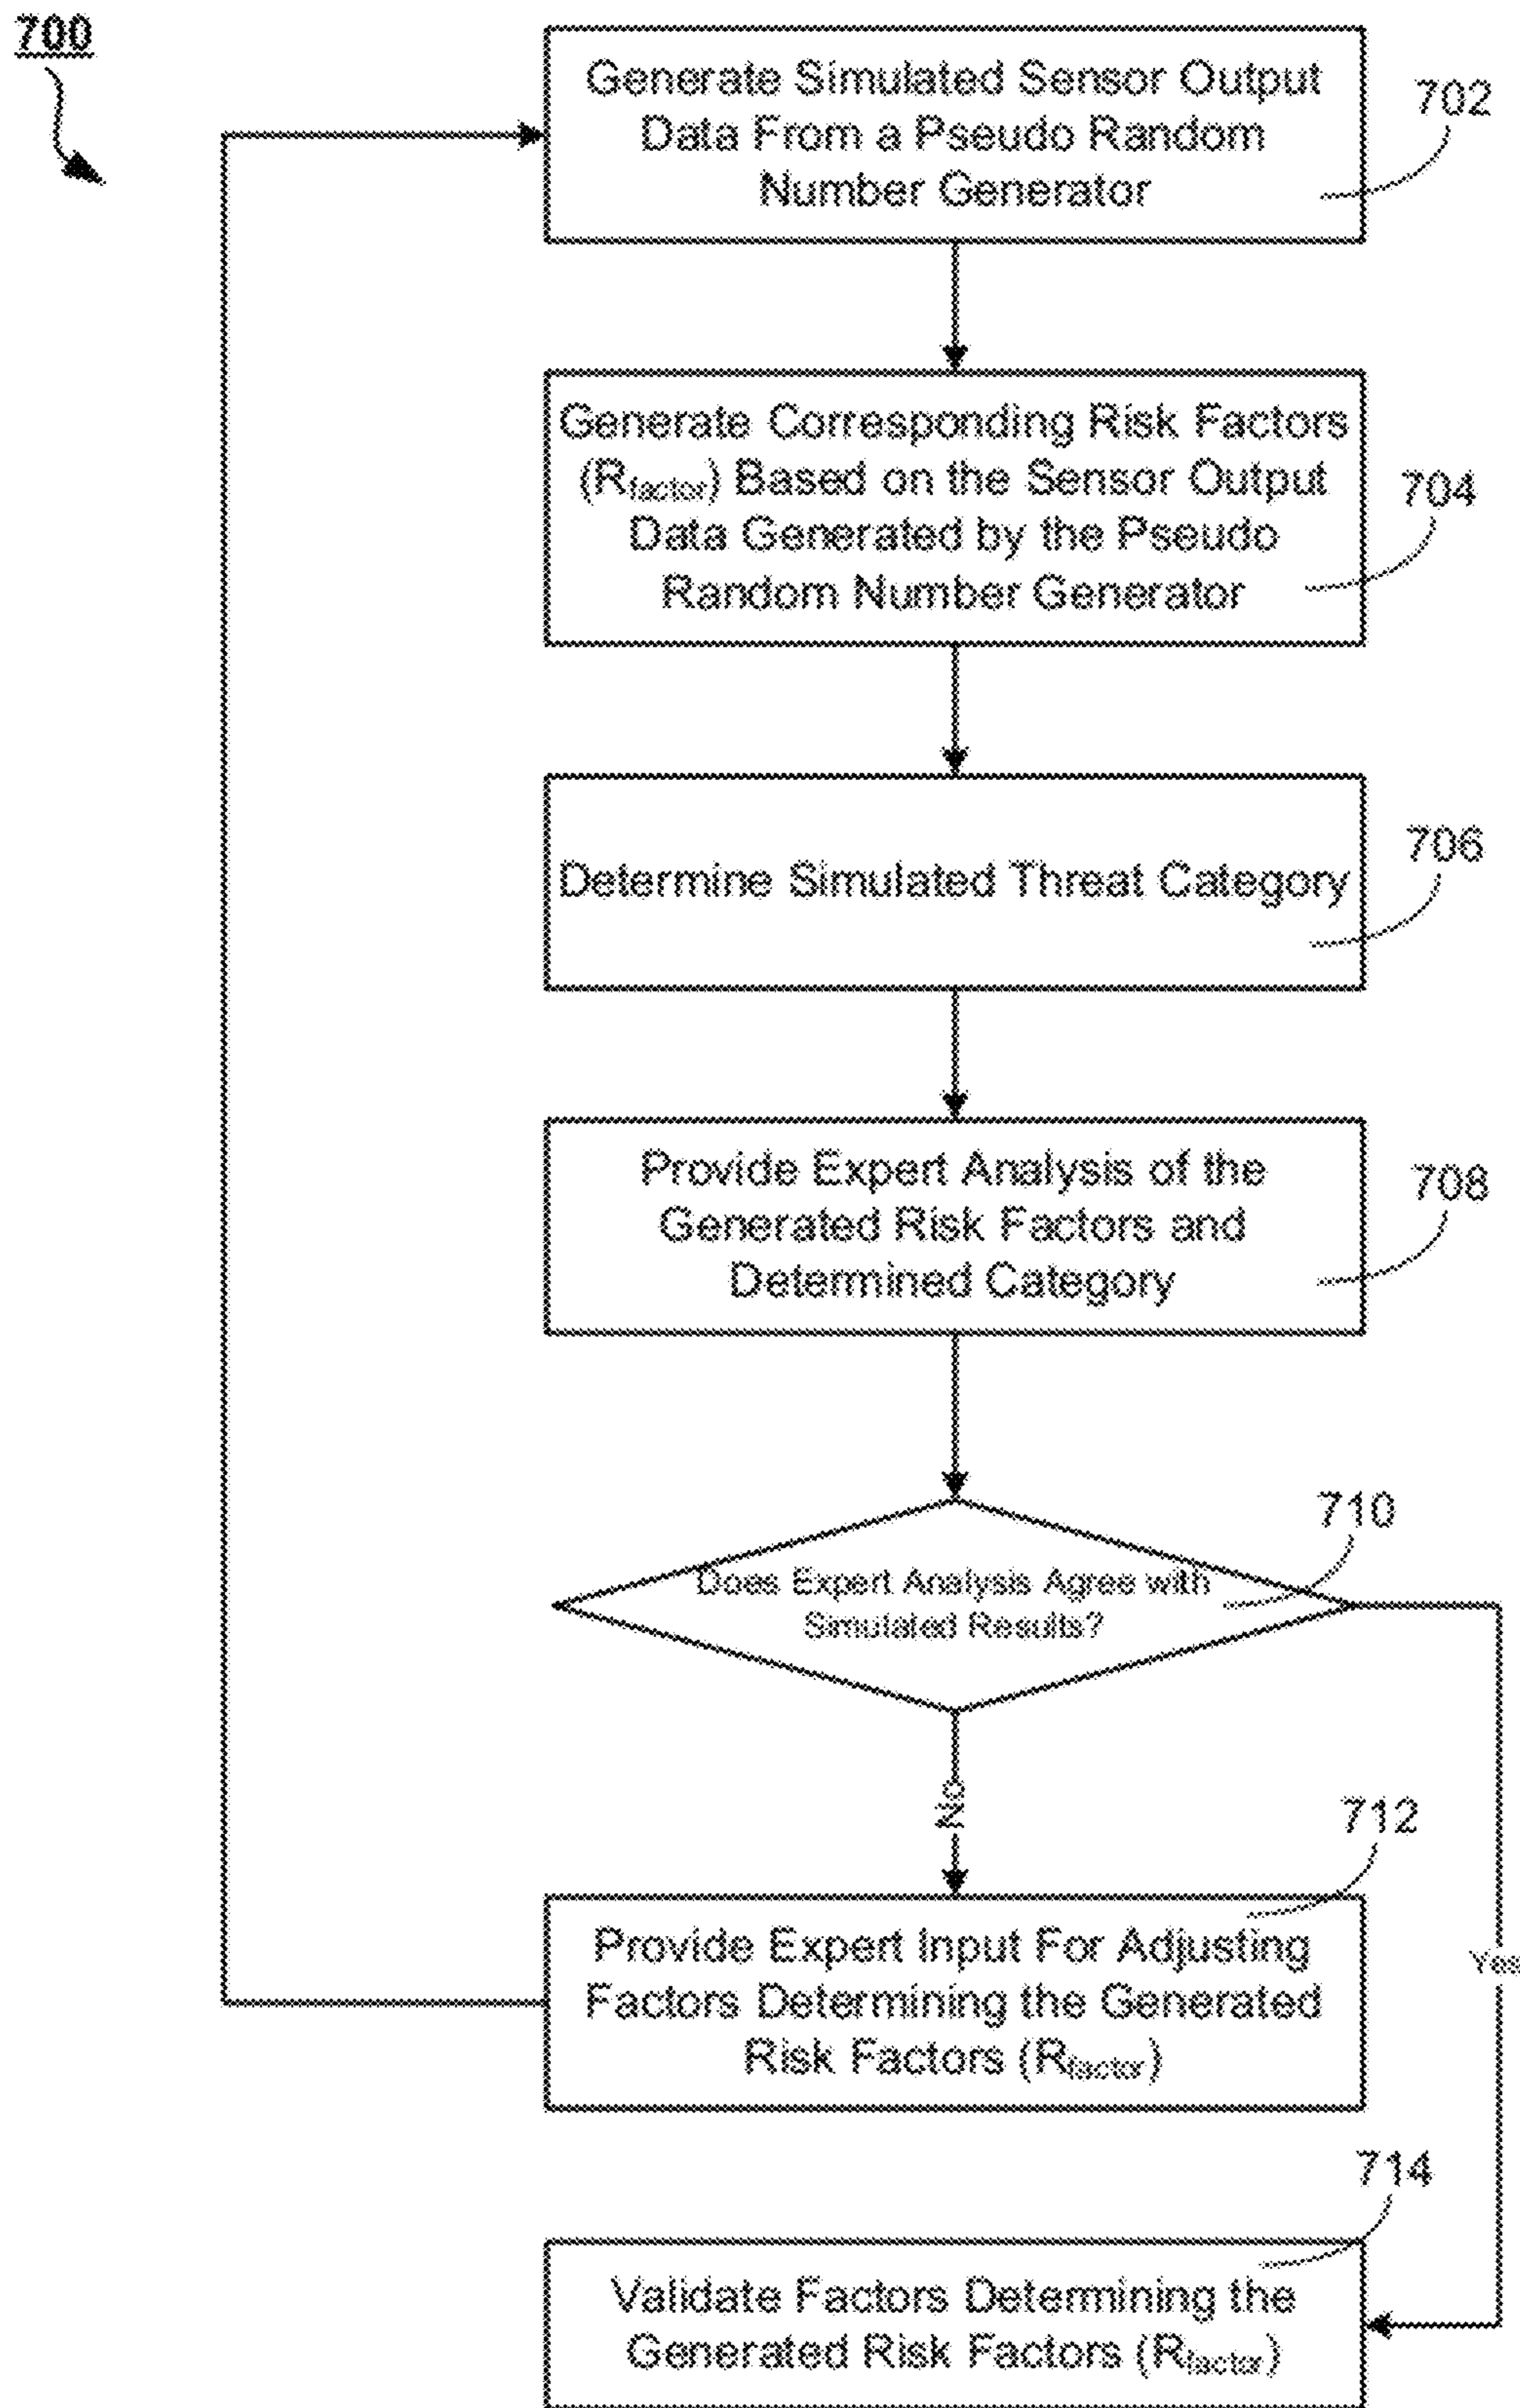 700
Generate Simulated Sensor Output
Data From a Pseudo Random
Number Generator
702
Generate Corresponding Risk Factors
(Rfactor) Based on the Sensor Output
Data Generated by the Pseudo
Random Number Generator
704
Determine Simulated Threat Category
706
Provide Expert Analysis of the
Generated Risk Factors and
Determined Category
708
Does Expert Analysis Agree with
Simulated Results?
710
No
Yes
Provide Expert Input For Adjusting
Factors Determining the Generated
Risk Factors (Rfactor)
712
Validate Factors Determining the
Generated Risk Factors (Rfactor)
714